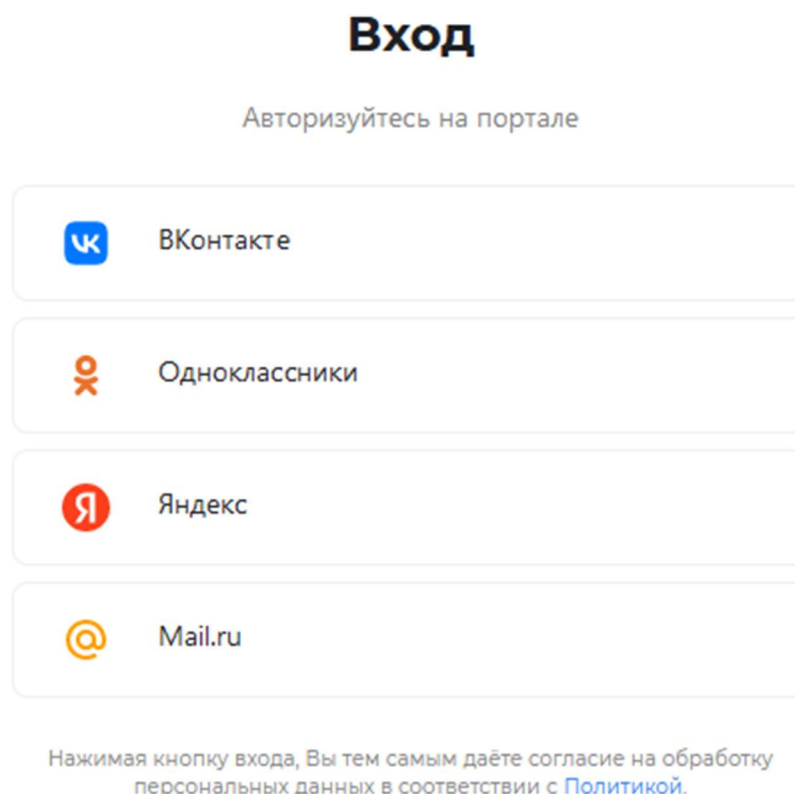 Вход
Авторизуйтесь на портале
ВКонтакте
Одноклассники
Яндекс
Mail.ru
Нажимая кнопку входа, Вы тем самым даёте согласие на обработку
персональных данных в соответствии с Политикой.